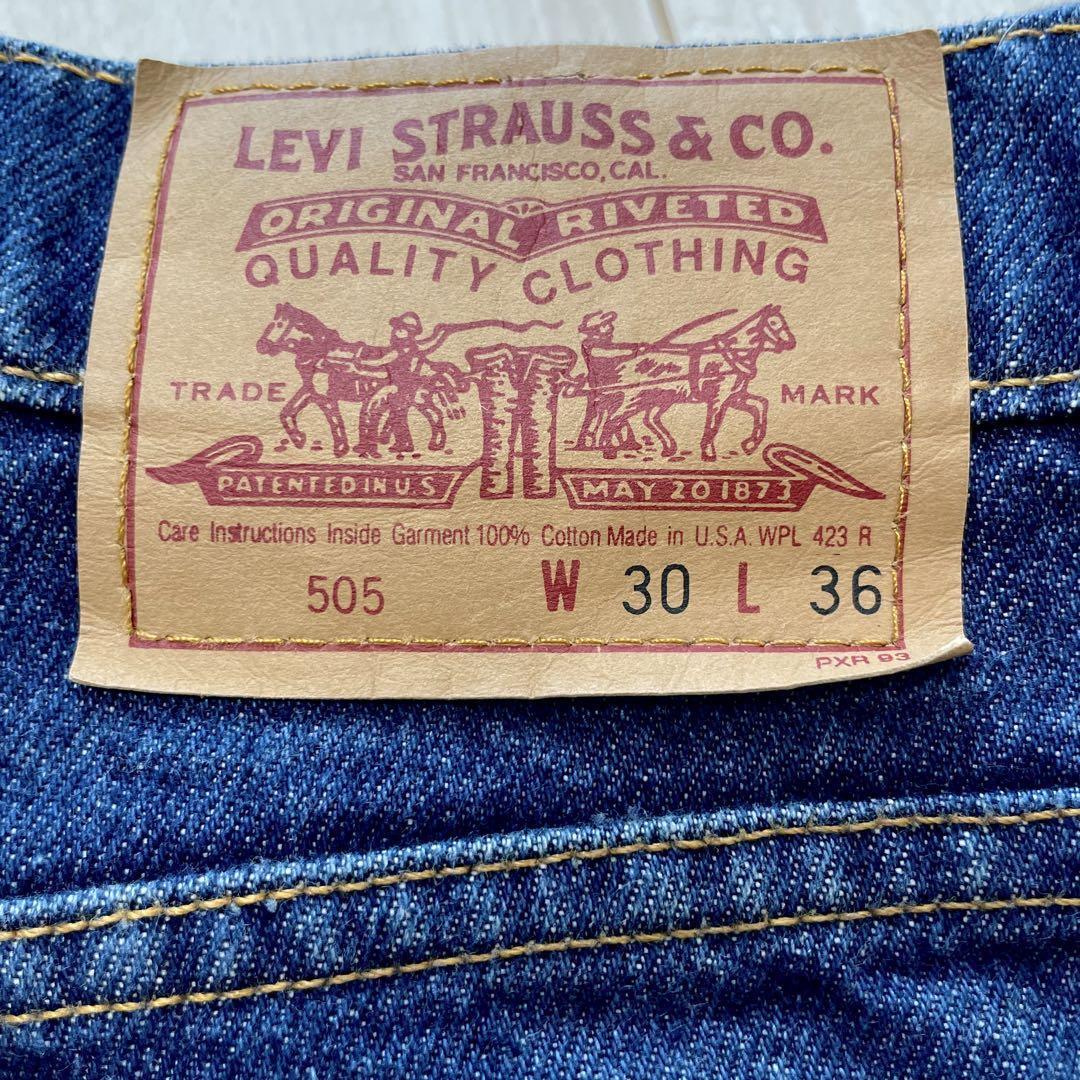 LEVI STRAUSS & CO.
SAN FRANCISCO, CAL.
ORIGINAL RIVETED
QUALITY CLOTHING
TRADE MARK
PATENTED IN U.S MAY 20 1873
Care Instructions Inside Garment 100% Cotton Made in U.S.A. WPL 423 R
505 W 30 L 36
PXR 93